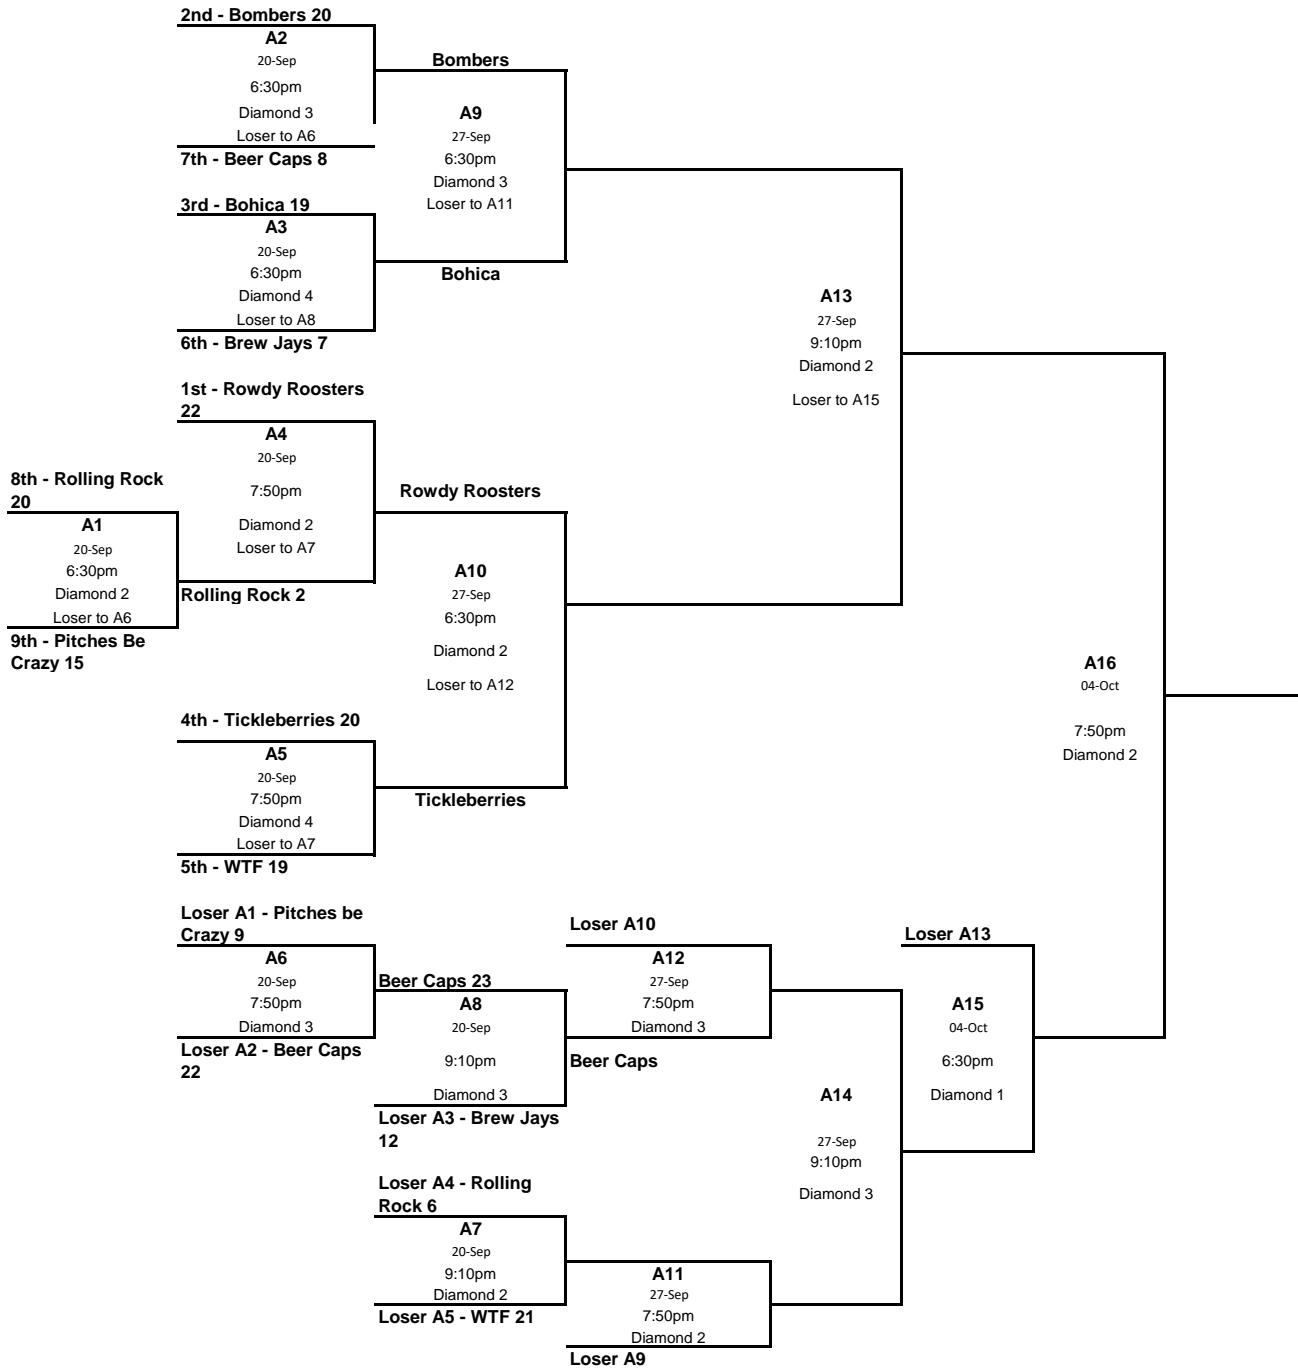 2nd - Bombers 20
A2
20-Sep
6:30pm
Diamond 3
Loser to A6
7th - Beer Caps 8
Bombers
A9
27-Sep
6:30pm
Diamond 3
Loser to A11
3rd - Bohica 19
A3
20-Sep
6:30pm
Diamond 4
Loser to A8
6th - Brew Jays 7
Bohica
A13
27-Sep
9:10pm
Diamond 2
Loser to A15
1st - Rowdy Roosters
22
A4
20-Sep
7:50pm
Diamond 2
Loser to A7
8th - Rolling Rock
20
A1
20-Sep
6:30pm
Diamond 2
Loser to A6
9th - Pitches Be
Crazy 15
Rolling Rock 2
Rowdy Roosters
A10
27-Sep
6:30pm
Diamond 2
Loser to A12
4th - Tickleberries 20
A5
20-Sep
7:50pm
Diamond 4
Loser to A7
5th - WTF 19
Tickleberries
A16
04-Oct
7:50pm
Diamond 2
Loser A1 - Pitches be
Crazy 9
A6
20-Sep
7:50pm
Diamond 3
Loser A2 - Beer Caps
22
Beer Caps 23
A8
20-Sep
9:10pm
Diamond 3
Loser A3 - Brew Jays
12
Loser A10
A12
27-Sep
7:50pm
Diamond 3
Beer Caps
Loser A13
A15
04-Oct
6:30pm
Diamond 1
A14
27-Sep
9:10pm
Diamond 3
Loser A4 - Rolling
Rock 6
A7
20-Sep
9:10pm
Diamond 2
Loser A5 - WTF 21
A11
27-Sep
7:50pm
Diamond 2
Loser A9